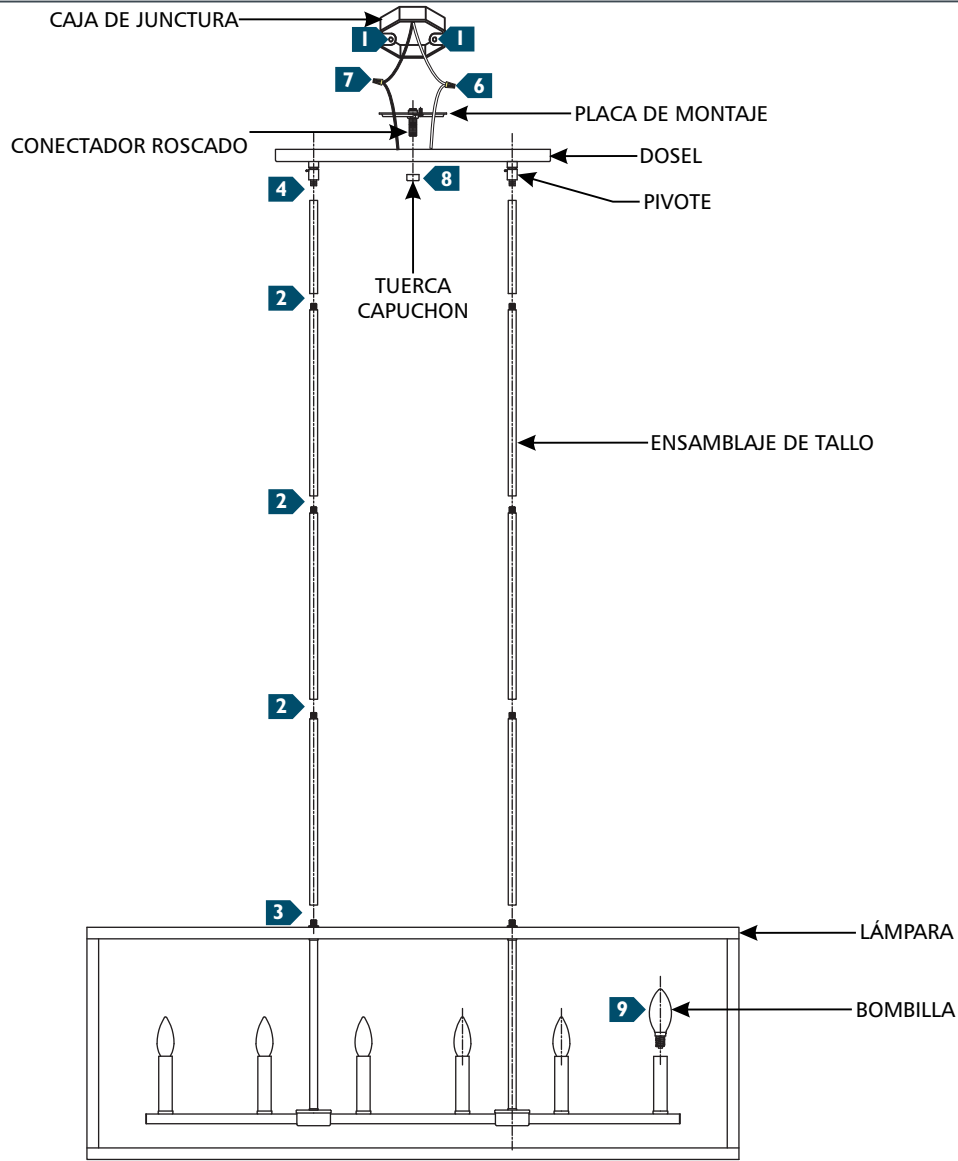 CAJA DE JUNCTURA
1 1
7 6
PLACA DE MONTAJE
CONECTADOR ROSCADO
DOSEL
4 8
PIVOTE
TUERCA
CAPUCHON
2
ENSAMBLAJE DE TALLO
2
2
3
LÁMPARA
9 BOMBILLA